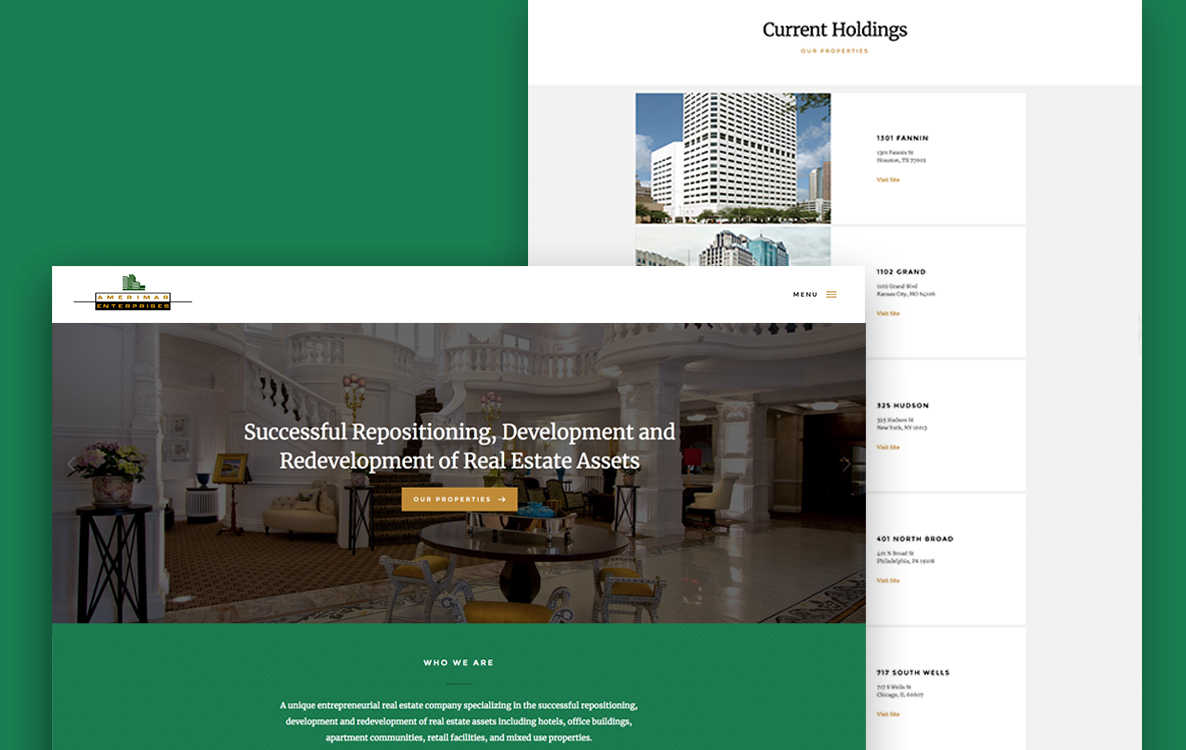 Current Holdings
OUR PROPERTIES
1301 FANNIN
1301 Fannin St
Houston, TX 77002
Visit Site
1102 GRAND
1102 Grand Blvd
Kansas City, MO 64106
Visit Site
325 HUDSON
325 Hudson St
New York, NY 10013
Visit Site
401 NORTH BROAD
401 N Broad St
Philadelphia, PA 19108
Visit Site
717 SOUTH WELLS
717 S Wells St
Chicago, IL 60607
Visit Site
AMERIMAR
ENTERPRISES
MENU
Successful Repositioning, Development and
Redevelopment of Real Estate Assets
OUR PROPERTIES
WHO WE ARE
A unique entrepreneurial real estate company specializing in the successful repositioning,
development and redevelopment of real estate assets including hotels, office buildings,
apartment communities, retail facilities, and mixed use properties.